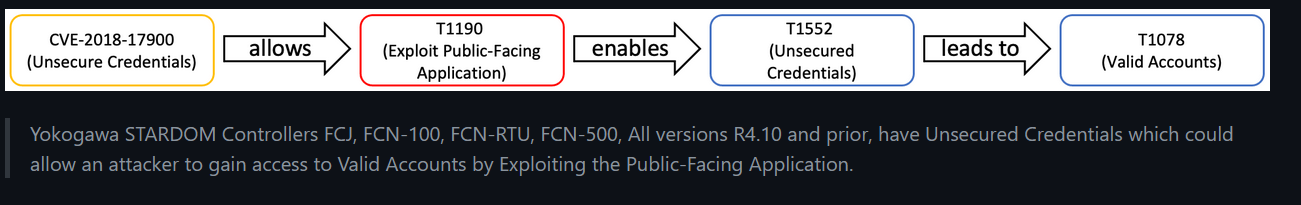 CVE-2018-17900
(Unsecure Credentials)
allows
T1190
(Exploit Public-Facing
Application)
enables
T1552
(Unsecured
Credentials)
leads to
T1078
(Valid Accounts)
Yokogawa STARDOM Controllers FCJ, FCN-100, FCN-RTU, FCN-500, All versions R4.10 and prior, have Unsecured Credentials which could
allow an attacker to gain access to Valid Accounts by Exploiting the Public-Facing Application.